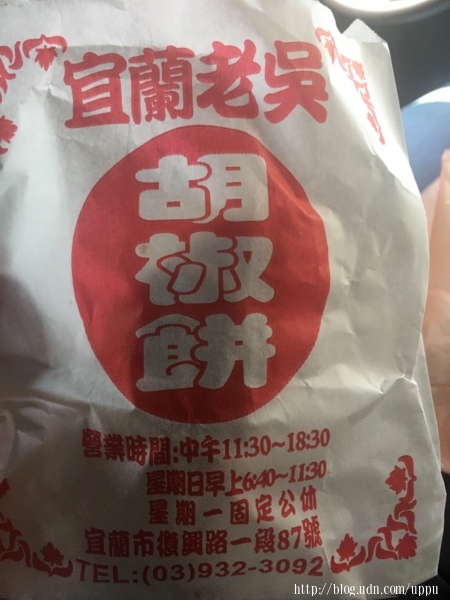 宜蘭老吳
胡椒餅
營業時間:中午11:30~18:30
星期日早上6:40~11:30
星期一固定公休
宜蘭市復興路一段87號
TEL:(03)932-3092
http://blog.udn.com/uppu